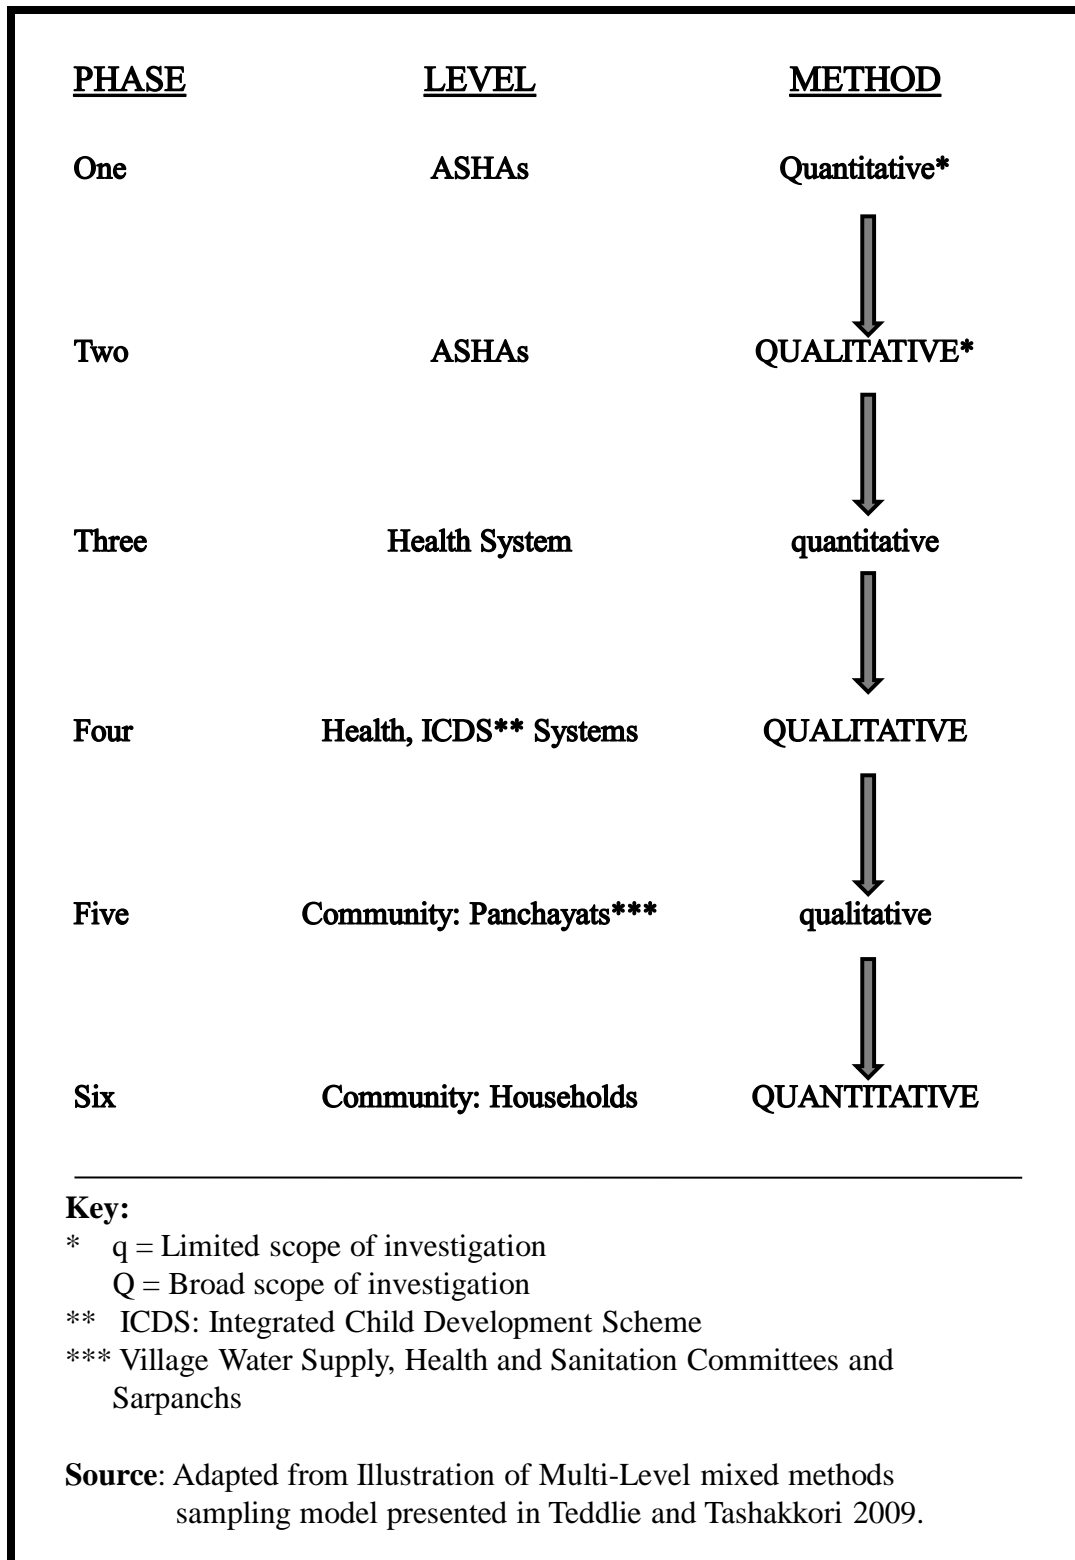 PHASE LEVEL METHOD
One ASHAs Quantitative*
Two ASHAs QUALITATIVE*
Three Health System quantitative
Four Health, ICDS** Systems QUALITATIVE
Five Community: Panchayats*** qualitative
Six Community: Households QUANTITATIVE
Key:
* q = Limited scope of investigation
Q = Broad scope of investigation
** ICDS: Integrated Child Development Scheme
*** Village Water Supply, Health and Sanitation Committees and
Sarpanchs
Source: Adapted from Illustration of Multi-Level mixed methods
sampling model presented in Teddlie and Tashakkori 2009.